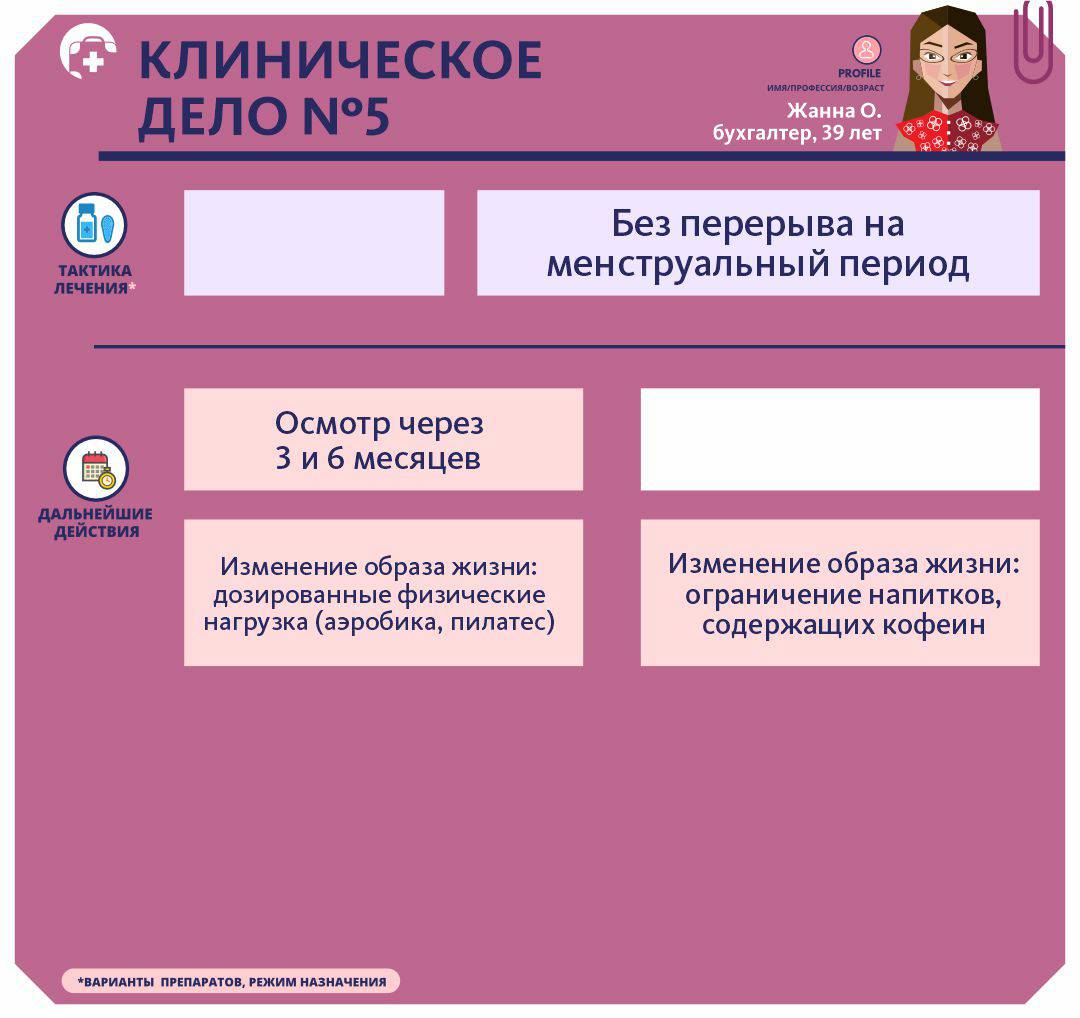 КЛИНИЧЕСКОЕ
ДЕЛО №5
PROFILE
ИМЯ/ПРОФЕССИЯ/ВОЗРАСТ
Жанна О.
бухгалтер, 39 лет
ТАКТИКА
ЛЕЧЕНИЯ*
Без перерыва на
менструальный период
ДАЛЬНЕЙШИЕ
ДЕЙСТВИЯ
Осмотр через
3 и 6 месяцев
Изменение образа жизни:
дозированные физические
нагрузка (аэробика, пилатес)
Изменение образа жизни:
ограничение напитков,
содержащих кофеин
*ВАРИАНТЫ ПРЕПАРАТОВ, РЕЖИМ НАЗНАЧЕНИЯ